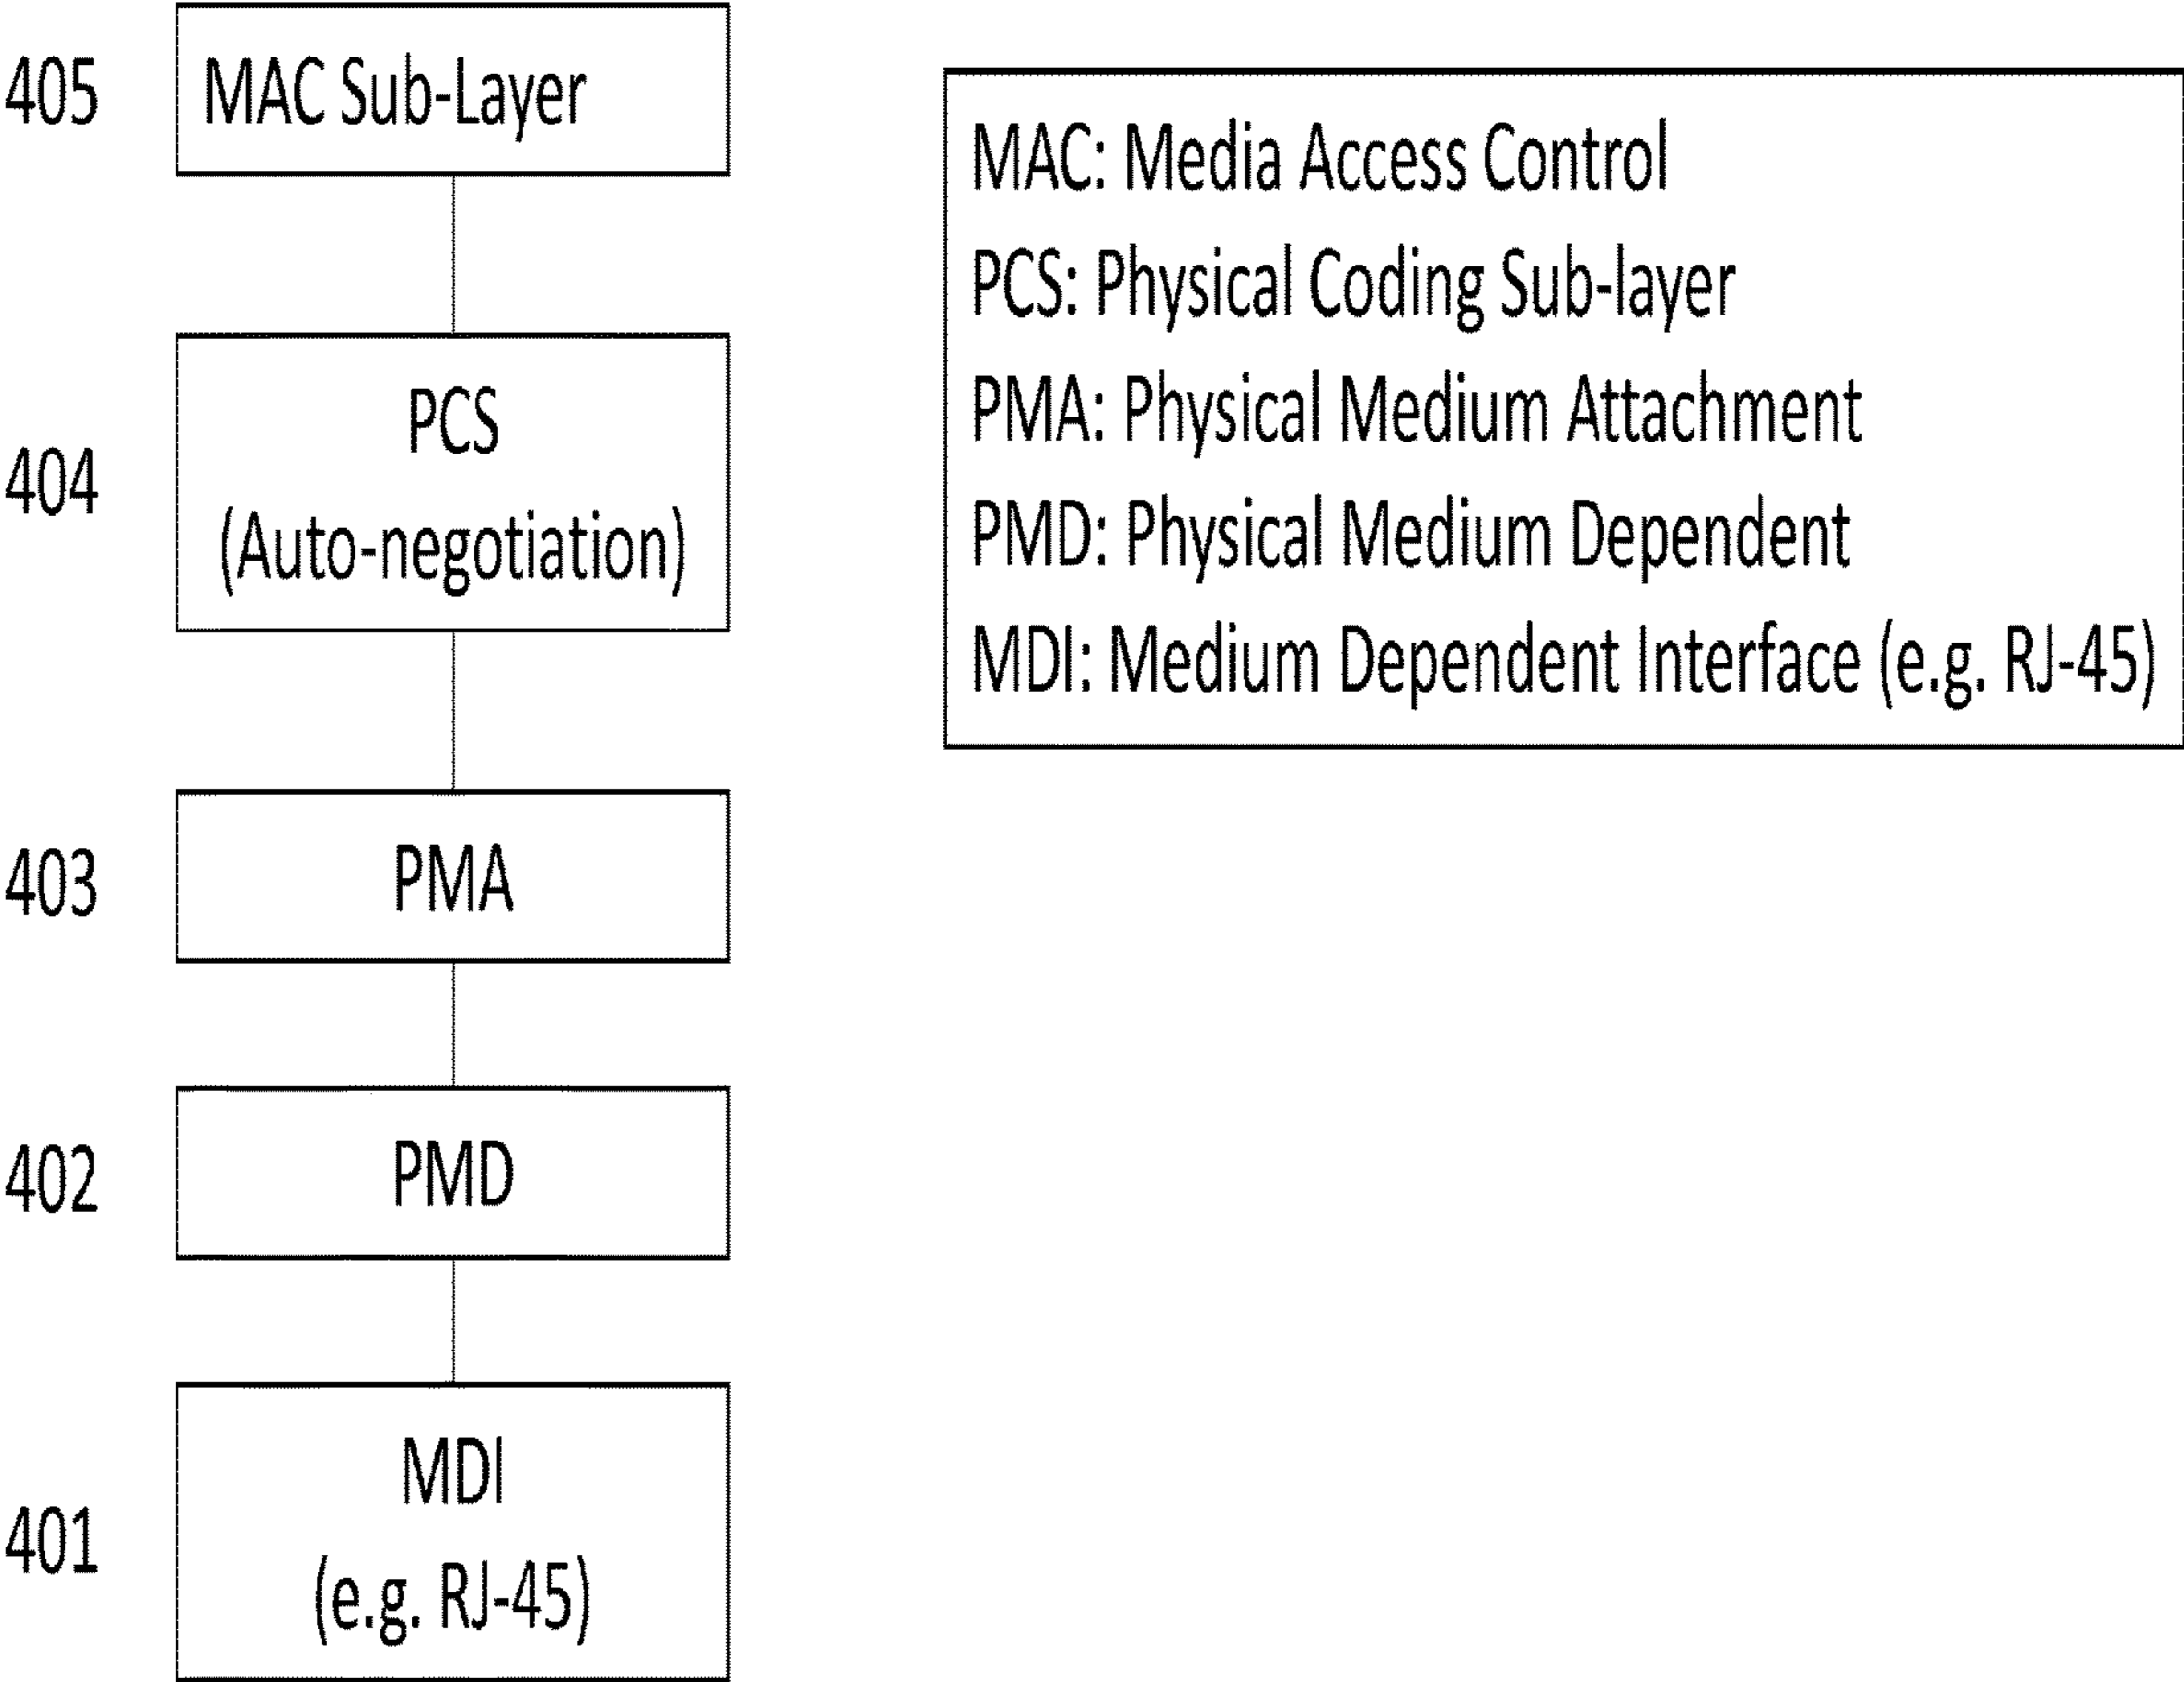 405
MAC Sub-Layer
404
PCS
(Auto-negotiation)
403
PMA
402
PMD
401
MDI
(e.g. RJ-45)
MAC: Media Access Control
PCS: Physical Coding Sub-layer
PMA: Physical Medium Attachment
PMD: Physical Medium Dependent
MDI: Medium Dependent Interface (e.g. RJ-45)